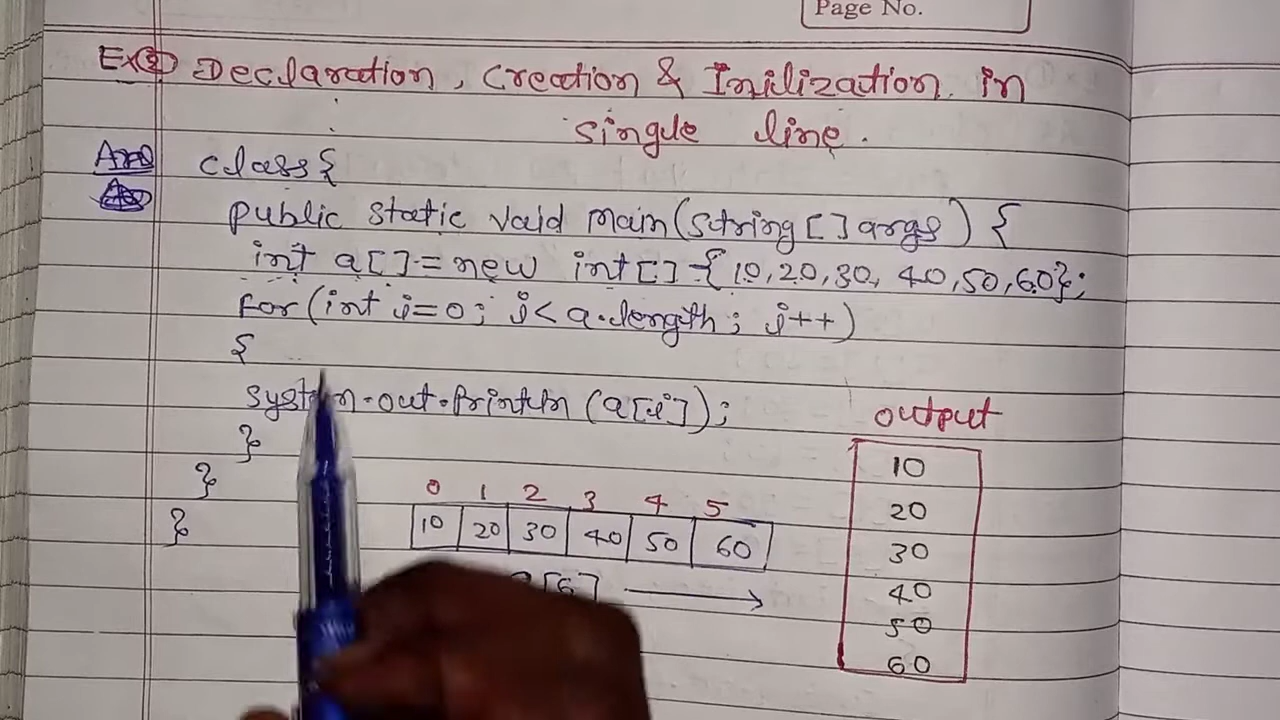 Page No.
Ex② Declaration, Creation & Inilization. in
single line.
Ans class{
public static void main(string[]args) {
int a[]=new int[]={10,20,30, 40,50,60};
for(int i=0; i<a.length; i++)
{
system.out.println (a[i]);
}
}
}
output
10
20
30
40
50
60
0 1 2 3 4 5
10 20 30 40 50 60